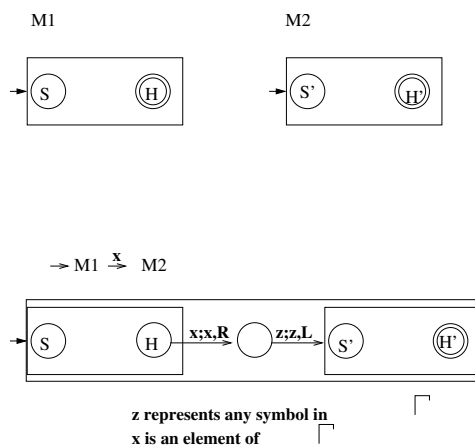 M1 M2
S H S' H'
x
M1 M2
S H x;x,R z;z,L S' H'
z represents any symbol in Γ
x is an element of Γ